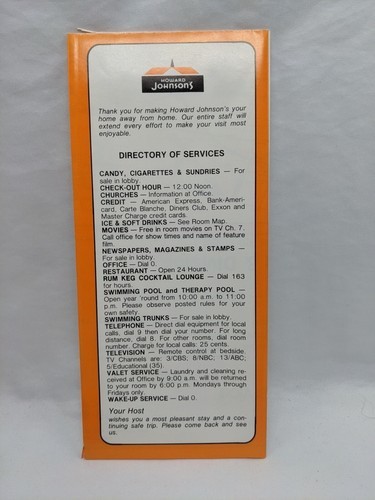 HOWARD
JOHNSON'S
Thank you for making Howard Johnson's your
home away from home. Our entire staff will
extend every effort to make your visit most
enjoyable.
DIRECTORY OF SERVICES
CANDY, CIGARETTES & SUNDRIES — For
sale in lobby.
CHECK-OUT HOUR — 12:00 Noon.
CHURCHES — Information at Office.
CREDIT — American Express, Bank-Ameri-
card, Carte Blanche, Diners Club, Exxon and
Master Charge credit cards.
ICE & SOFT DRINKS — See Room Map.
MOVIES — Free in room movies on TV Ch. 7.
Call office for show times and name of feature
film.
NEWSPAPERS, MAGAZINES & STAMPS —
For sale in lobby.
OFFICE — Dial 0.
RESTAURANT — Open 24 Hours.
RUM KEG COCKTAIL LOUNGE — Dial 163
for hours.
SWIMMING POOL and THERAPY POOL —
Open year 'round from 10:00 a.m. to 11:00
p.m. Please observe posted rules for your
own safety.
SWIMMING TRUNKS — For sale in lobby.
TELEPHONE — Direct dial equipment for local
calls, dial 9 then dial your number. For long
distance, dial 8. For other rooms, dial room
number. Charge for local calls: 25 cents.
TELEVISION — Remote control at bedside.
TV Channels are: 3/CBS; 8/NBC; 13/ABC;
5/Educational (35).
VALET SERVICE — Laundry and cleaning re-
ceived at Office by 9:00 a.m. will be returned
to your room by 6:00 p.m. Mondays through
Fridays only.
WAKE-UP SERVICE — Dial 0.
Your Host
wishes you a most pleasant stay and a con-
tinuing safe trip. Please come back and see
us.